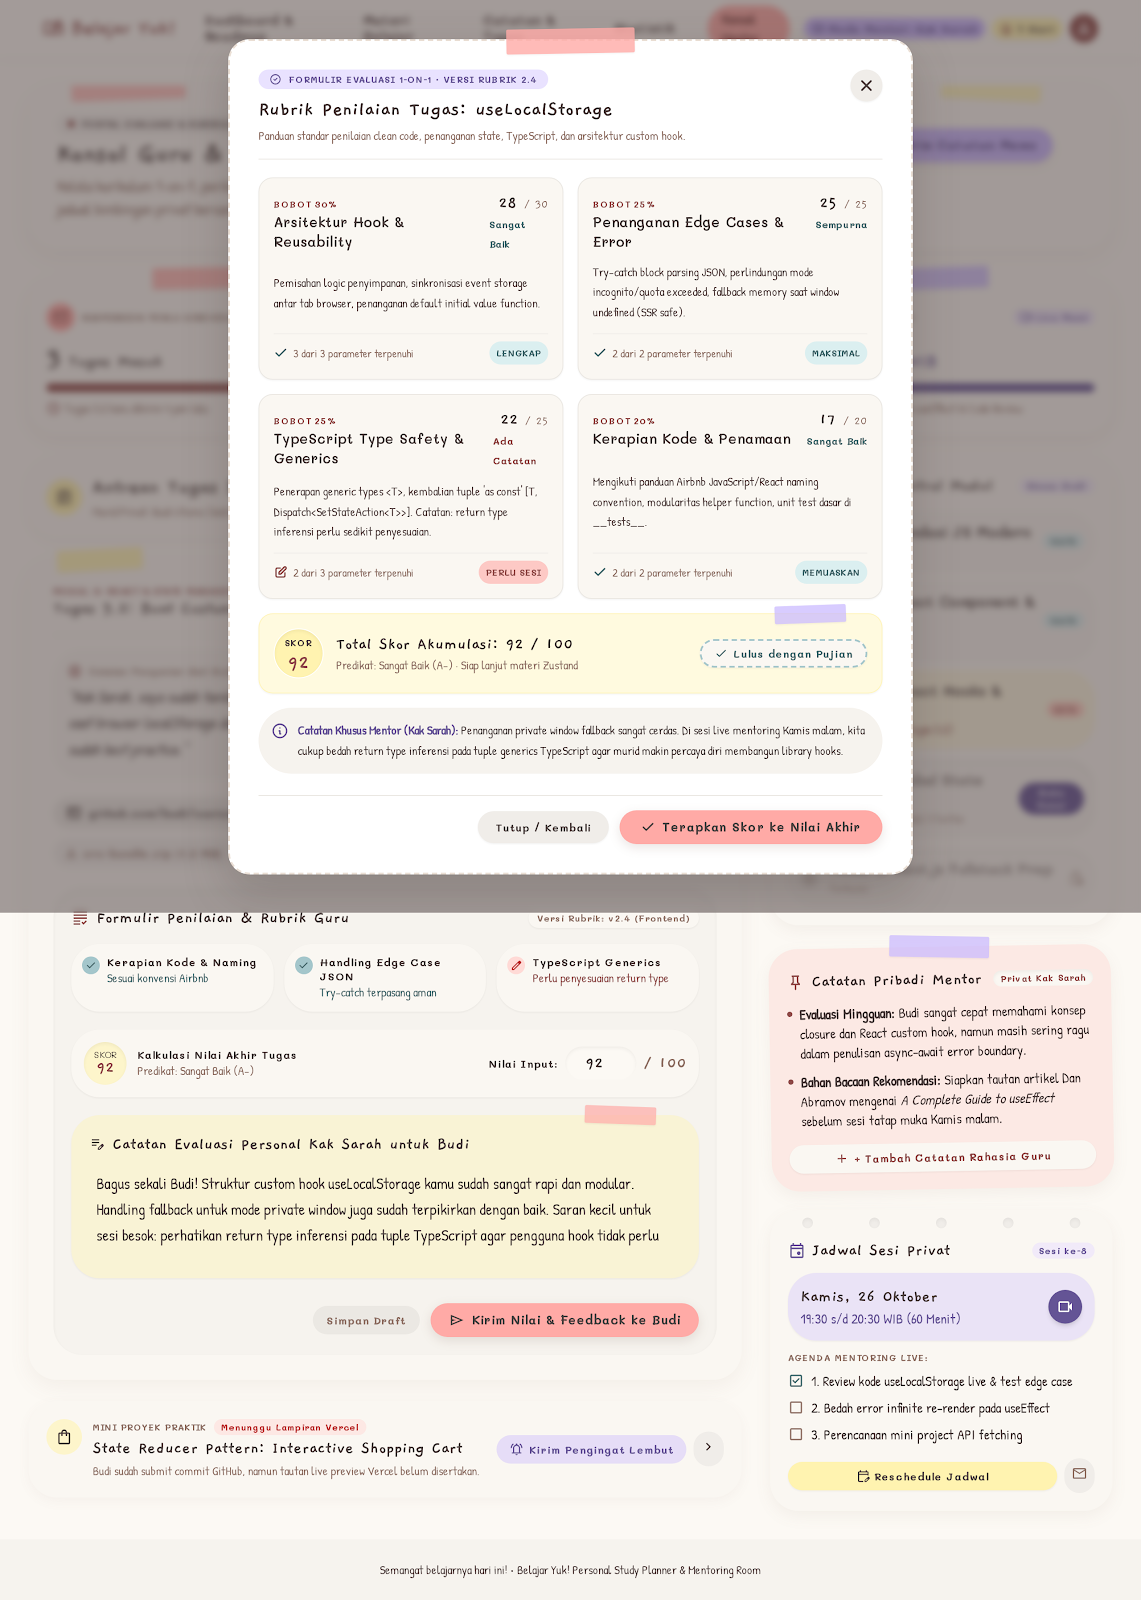 FORMULIR EVALUASI 1-ON-1 • VERSI RUBRIK 2.4
Rubrik Penilaian Tugas: useLocalStorage
Panduan standar penilaian clean code, penanganan state, TypeScript, dan arsitektur custom hook.
BOBOT 30%
28 / 30
Arsitektur Hook &
Reusability
Sangat
Baik
Pemisahan logic penyimpanan, sinkronisasi event storage
antar tab browser, penanganan default initial value function.
3 dari 3 parameter terpenuhi
LENGKAP
BOBOT 25%
25 / 25
Penanganan Edge Cases &
Error
Sempurna
Try-catch block parsing JSON, perlindungan mode
incognito/quota exceeded, fallback memory saat window
undefined (SSR safe).
2 dari 2 parameter terpenuhi
MAKSIMAL
BOBOT 25%
22 / 25
TypeScript Type Safety &
Generics
Ada
Catatan
Penerapan generic types <T>, kembalian tuple 'as const' [T,
Dispatch<SetStateAction<T>>]. Catatan: return type
inferensi perlu sedikit penyesuaian.
2 dari 3 parameter terpenuhi
PERLU SESI
BOBOT 20%
17 / 20
Kerapian Kode & Penamaan
Sangat Baik
Mengikuti panduan Airbnb JavaScript/React naming
convention, modularitas helper function, unit test dasar di
__tests__.
2 dari 2 parameter terpenuhi
MEMUASKAN
SKOR
92
Total Skor Akumulasi: 92 / 100
Predikat: Sangat Baik (A-) · Siap lanjut materi Zustand
Lulus dengan Pujian
Catatan Khusus Mentor (Kak Sarah): Penanganan private window fallback sangat cerdas. Di sesi live mentoring Kamis malam, kita
cukup bedah return type inferensi pada tuple generics TypeScript agar murid makin percaya diri membangun library hooks.
Tutup / Kembali
Terapkan Skor ke Nilai Akhir
Formulir Penilaian & Rubrik Guru
Versi Rubrik: v2.4 (Frontend)
Kerapian Kode & Naming
Sesuai konvensi Airbnb
Handling Edge Case
JSON
Try-catch terpasang aman
TypeScript Generics
Perlu penyesuaian return type
SKOR
92
Kalkulasi Nilai Akhir Tugas
Predikat: Sangat Baik (A-)
Nilai Input:
92
/ 100
Catatan Evaluasi Personal Kak Sarah untuk Budi
Bagus sekali Budi! Struktur custom hook useLocalStorage kamu sudah sangat rapi dan modular.
Handling fallback untuk mode private window juga sudah terpikirkan dengan baik. Saran kecil untuk
sesi besok: perhatikan return type inferensi pada tuple TypeScript agar pengguna hook tidak perlu
Simpan Draft
Kirim Nilai & Feedback ke Budi
MINI PROYEK PRAKTIK
Menunggu Lampiran Vercel
State Reducer Pattern: Interactive Shopping Cart
Budi sudah submit commit GitHub, namun tautan live preview Vercel belum disertakan.
Kirim Pengingat Lembut
Catatan Pribadi Mentor
Privat Kak Sarah
Evaluasi Mingguan: Budi sangat cepat memahami konsep
closure dan React custom hook, namun masih sering ragu
dalam penulisan async-await error boundary.
Bahan Bacaan Rekomendasi: Siapkan tautan artikel Dan
Abramov mengenai A Complete Guide to useEffect
sebelum sesi tatap muka Kamis malam.
+ Tambah Catatan Rahasia Guru
Jadwal Sesi Privat
Sesi ke-8
Kamis, 26 Oktober
19:30 s/d 20:30 WIB (60 Menit)
AGENDA MENTORING LIVE:
1. Review kode useLocalStorage live & test edge case
2. Bedah error infinite re-render pada useEffect
3. Perencanaan mini project API fetching
Reschedule Jadwal
Semangat belajarnya hari ini! • Belajar Yuk! Personal Study Planner & Mentoring Room